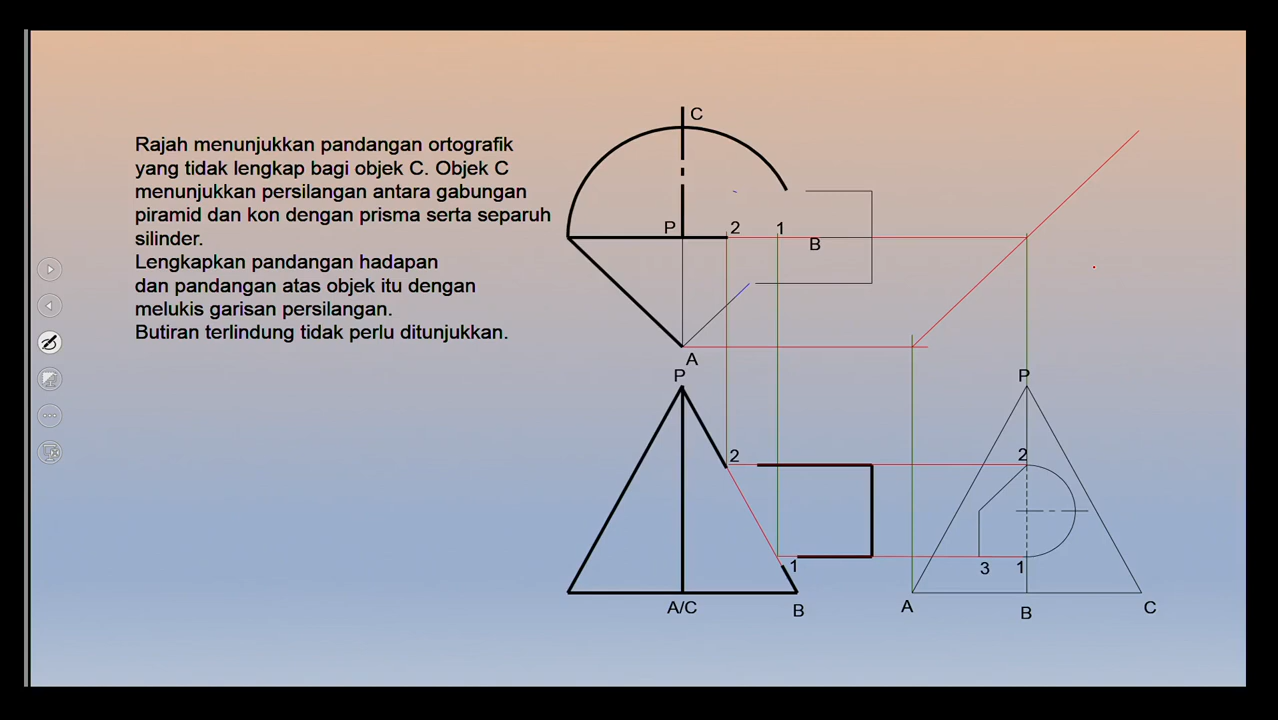 Rajah menunjukkan pandangan ortografik
yang tidak lengkap bagi objek C. Objek C
menunjukkan persilangan antara gabungan
piramid dan kon dengan prisma serta separuh
silinder.
Lengkapkan pandangan hadapan
dan pandangan atas objek itu dengan
melukis garisan persilangan.
Butiran terlindung tidak perlu ditunjukkan.
C
P 2 1
B
A
P
2
1
A/C
B
P
2
3 1
A
B
C